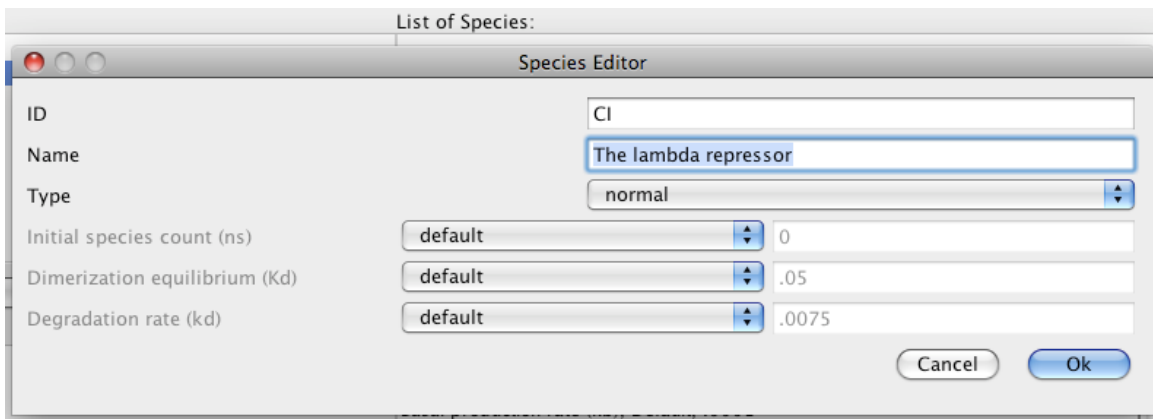 List of Species:
Species Editor
ID CI
Name The lambda repressor
Type normal
Initial species count (ns) default 0
Dimerization equilibrium (Kd) default .05
Degradation rate (kd) default .0075
Cancel Ok